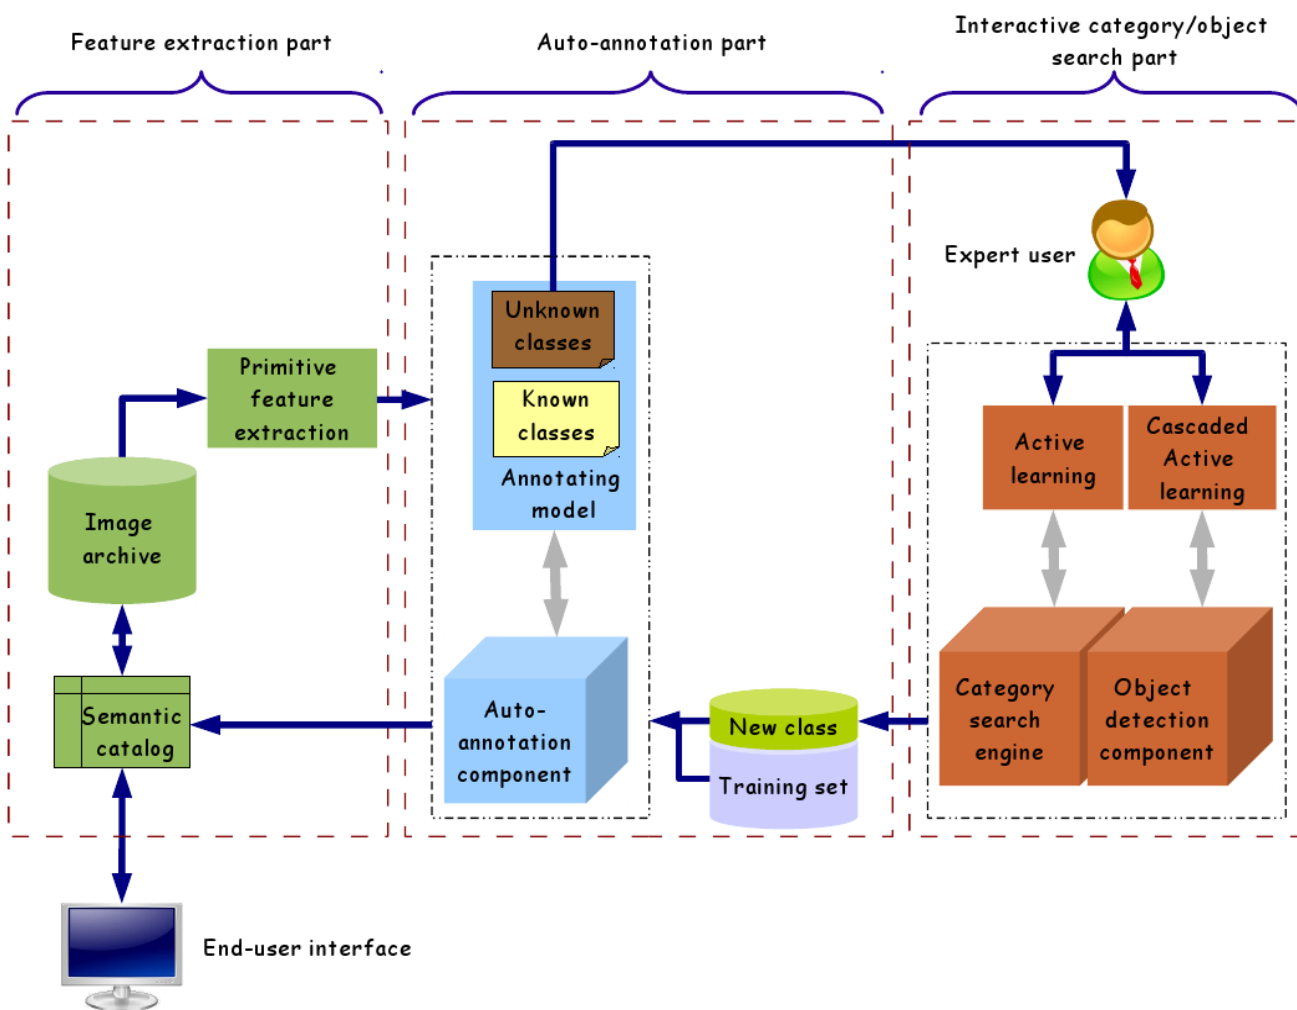 Feature extraction part
Auto-annotation part
Interactive category/object
search part
Expert user
Unknown
classes
Known
classes
Annotating
model
Primitive
feature
extraction
Image
archive
Active
learning
Cascaded
Active
learning
Semantic
catalog
Auto-
annotation
component
New class
Training set
Category
search
engine
Object
detection
component
End-user interface